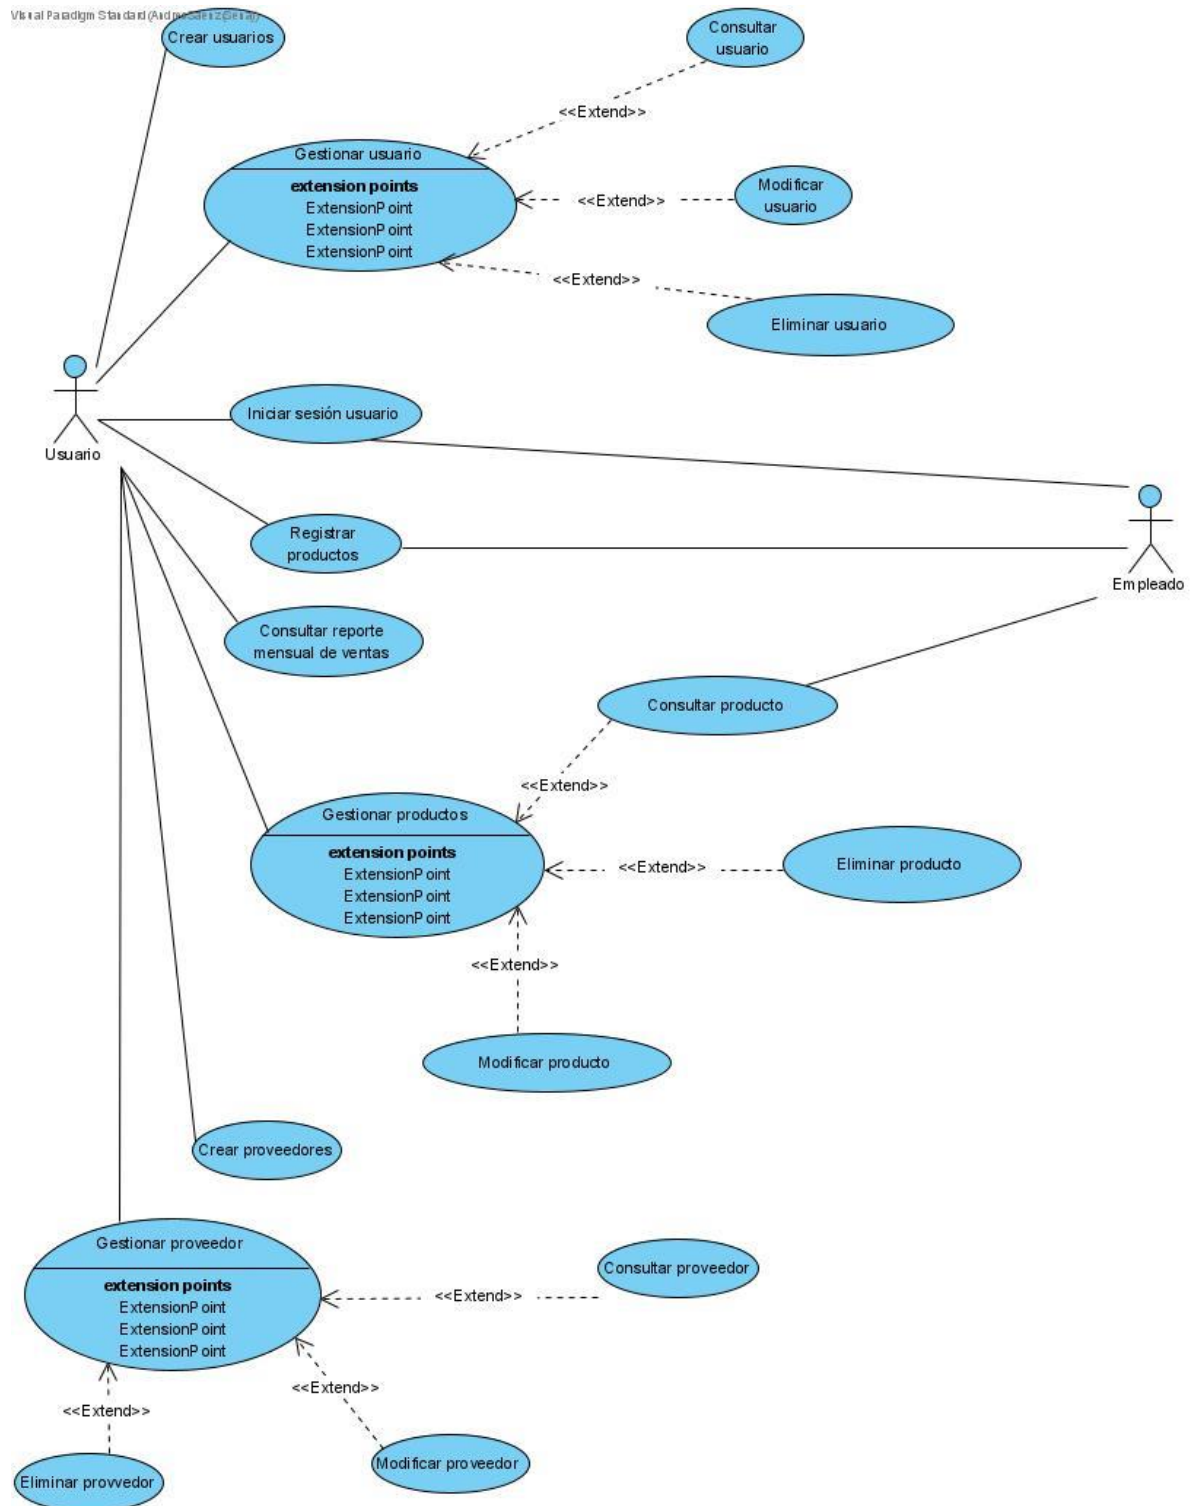 Visual Paradigm Standard(Andres Saenz(Sena))
Crear usuarios
Consultar
usuario
<<Extend>>
Gestionar usuario
extension points
ExtensionPoint
ExtensionPoint
ExtensionPoint
<<Extend>>
Modificar
usuario
<<Extend>>
Eliminar usuario
Iniciar sesión usuario
Usuario
Registrar
productos
Empleado
Consultar reporte
mensual de ventas
Consultar producto
<<Extend>>
Gestionar productos
extension points
ExtensionPoint
ExtensionPoint
ExtensionPoint
<<Extend>>
Eliminar producto
<<Extend>>
Modificar producto
Crear proveedores
Gestionar proveedor
extension points
ExtensionPoint
ExtensionPoint
ExtensionPoint
Consultar proveedor
<<Extend>>
<<Extend>>
<<Extend>>
Modificar proveedor
Eliminar provvedor